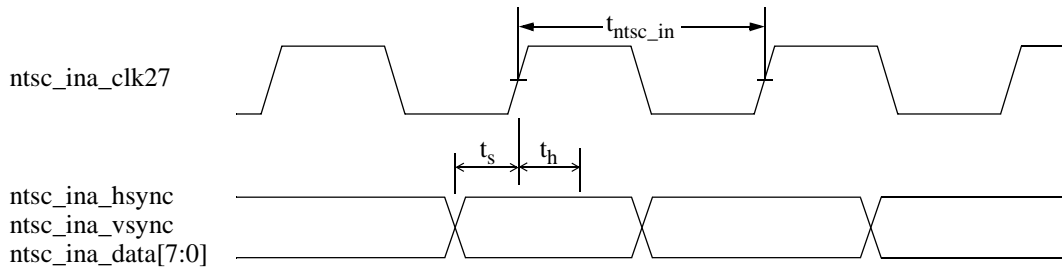 t_ntsc_in
ntsc_ina_clk27
t_s t_h
ntsc_ina_hsync
ntsc_ina_vsync
ntsc_ina_data[7:0]